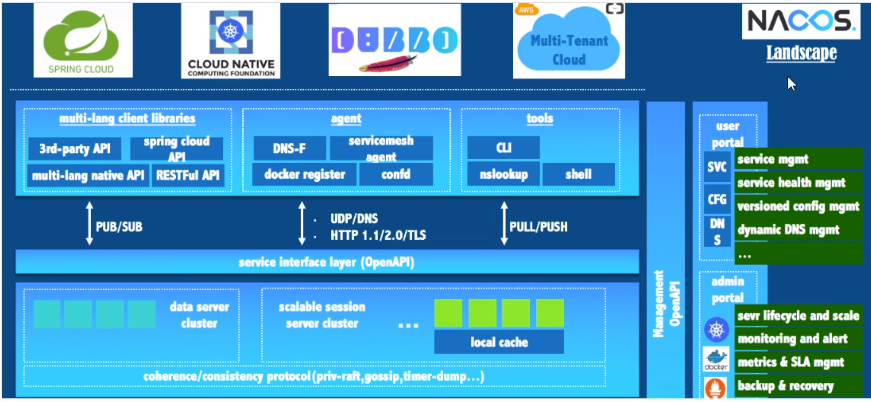 SPRING CLOUD
CLOUD NATIVE
COMPUTING FOUNDATION
DUBBO
AWS
Multi-Tenant
Cloud
NACOS.
Landscape
multi-lang client libraries
3rd-party API
spring cloud
API
multi-lang native API
RESTFul API
agent
DNS-F
servicemesh
agent
docker register
confd
tools
CLI
nslookup
shell
PUB/SUB
UDP/DNS
HTTP 1.1/2.0/TLS
PULL/PUSH
service interface layer (OpenAPI)
data server
cluster
scalable session
server cluster
...
local cache
coherence/consistency protocol(priv-raft,gossip,timer-dump...)
Management
OpenAPI
user
portal
SVC
CFG
DN
S
service mgmt
service health mgmt
versioned config mgmt
dynamic DNS mgmt
...
admin
portal
docker
sevr lifecycle and scale
monitoring and alert
metrics & SLA mgmt
backup & recovery